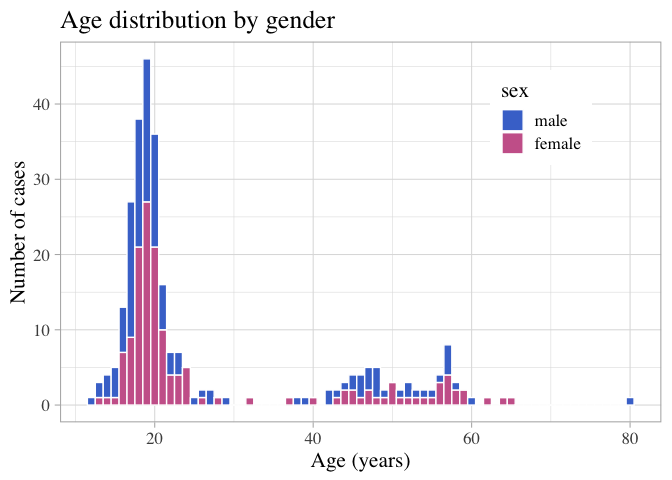 Age distribution by gender
sex
male
female
40
30
20
10
0
Number of cases
20 40 60 80
Age (years)